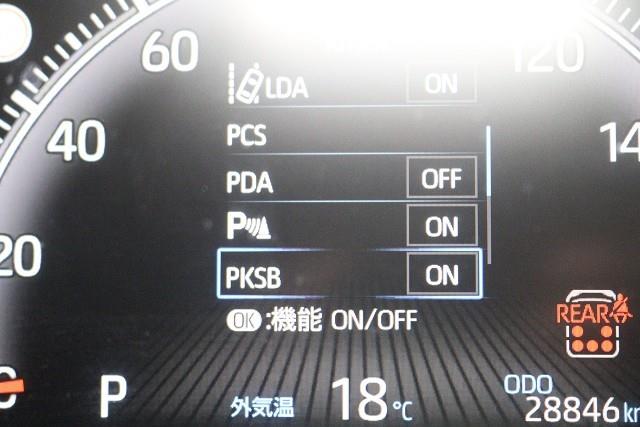 60
120
LDA ON
40
PCS
14
PDA OFF
P ON
20
PKSB ON
OK :機能 ON/OFF
REAR
P
外気温 18℃
ODO
28846 km